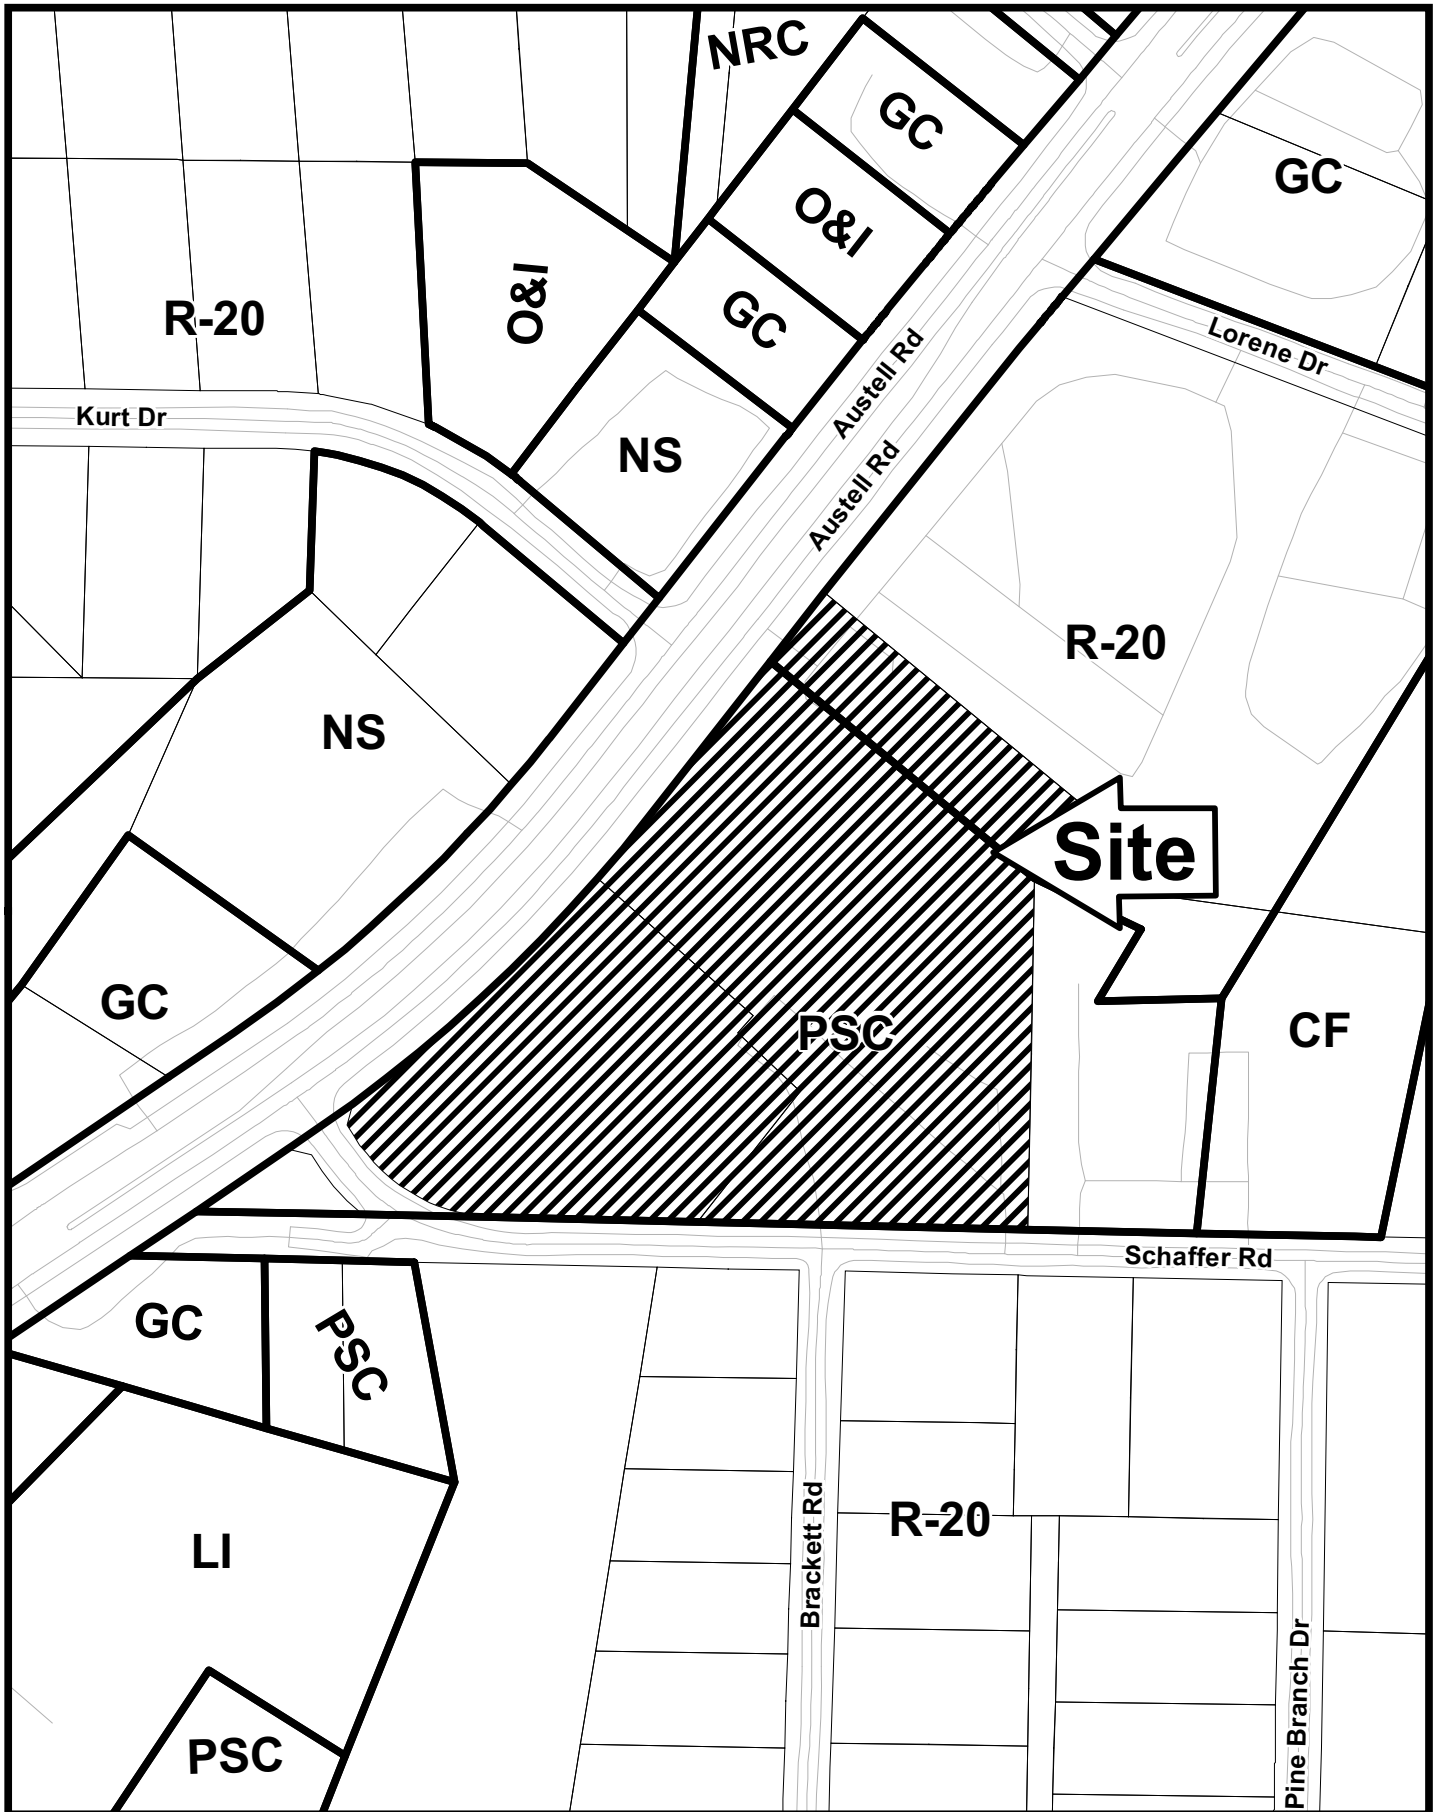 NRC
GC
GC
O&I
O&I
R-20
GC
Lorene Dr
Austell Rd
Kurt Dr
NS
Austell Rd
R-20
NS
Site
GC
PSC
CF
Schaffer Rd
GC
PSC
R-20
Brackett Rd
LI
Pine Branch Dr
PSC